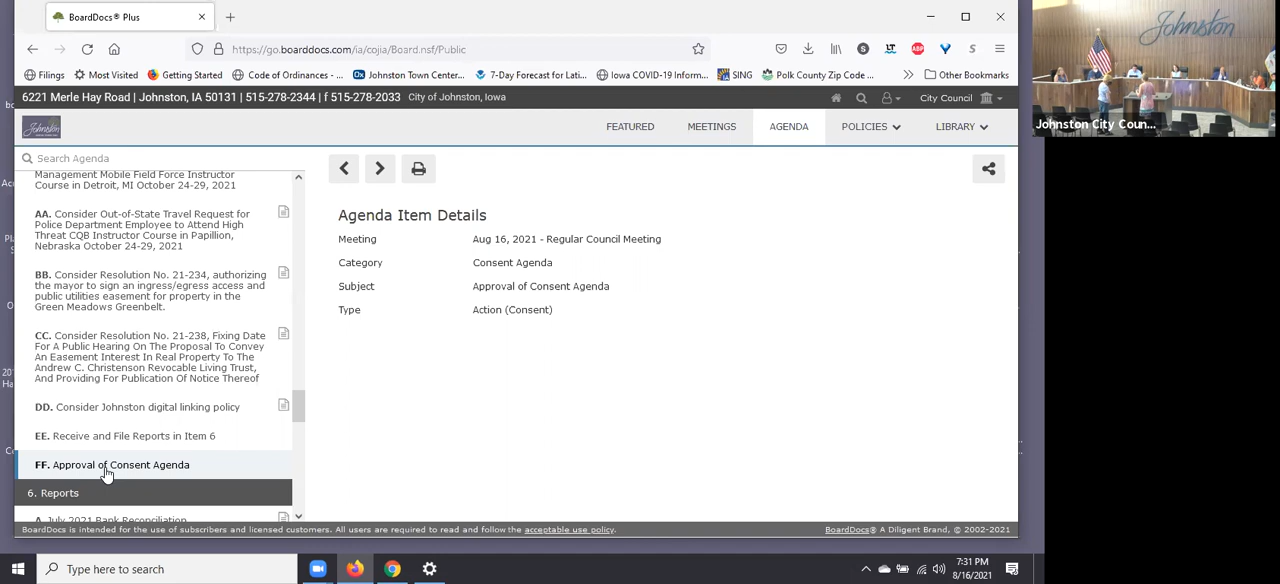 BoardDocs® Plus
https://go.boarddocs.com/ia/cojia/Board.nsf/Public
Filings
Most Visited
Getting Started
Code of Ordinances - ...
Johnston Town Center...
7-Day Forecast for Lati...
Iowa COVID-19 Inform...
SING
Polk County Zip Code ...
Other Bookmarks
6221 Merle Hay Road | Johnston, IA 50131 | 515-278-2344 | f 515-278-2033 City of Johnston, Iowa
City Council
Johnston
FEATURED
MEETINGS
AGENDA
POLICIES
LIBRARY
Search Agenda
Management Mobile Field Force Instructor
Course in Detroit, MI October 24-29, 2021
AA. Consider Out-of-State Travel Request for
Police Department Employee to Attend High
Threat CQB Instructor Course in Papillion,
Nebraska October 24-29, 2021
BB. Consider Resolution No. 21-234, authorizing
the mayor to sign an ingress/egress access and
public utilities easement for property in the
Green Meadows Greenbelt.
CC. Consider Resolution No. 21-238, Fixing Date
For A Public Hearing On The Proposal To Convey
An Easement Interest In Real Property To The
Andrew C. Christenson Revocable Living Trust,
And Providing For Publication Of Notice Thereof
DD. Consider Johnston digital linking policy
EE. Receive and File Reports in Item 6
FF. Approval of Consent Agenda
6. Reports
A. July 2021 Bank Reconciliation
Agenda Item Details
Meeting Aug 16, 2021 - Regular Council Meeting
Category Consent Agenda
Subject Approval of Consent Agenda
Type Action (Consent)
BoardDocs is intended for the use of subscribers and licensed customers. All users are required to read and follow the acceptable use policy.
BoardDocs® A Diligent Brand, © 2002-2021
Type here to search
7:31 PM
8/16/2021
Johnston
Johnston City Coun...